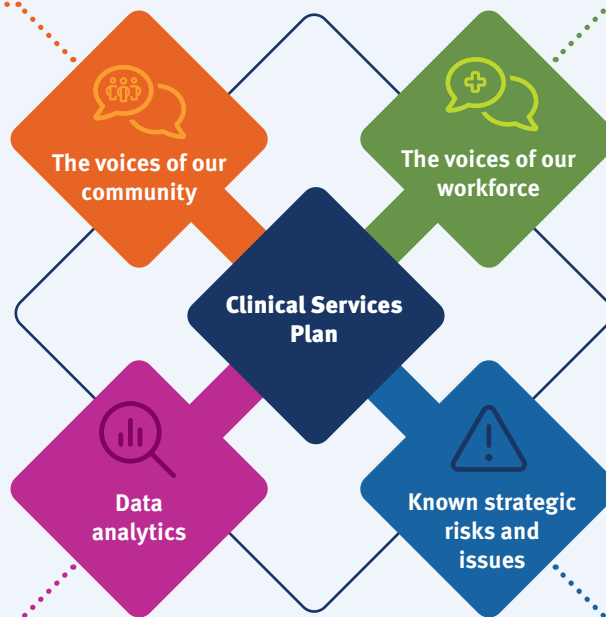 The voices of our
community
The voices of our
workforce
Clinical Services
Plan
Data
analytics
Known strategic
risks and
issues